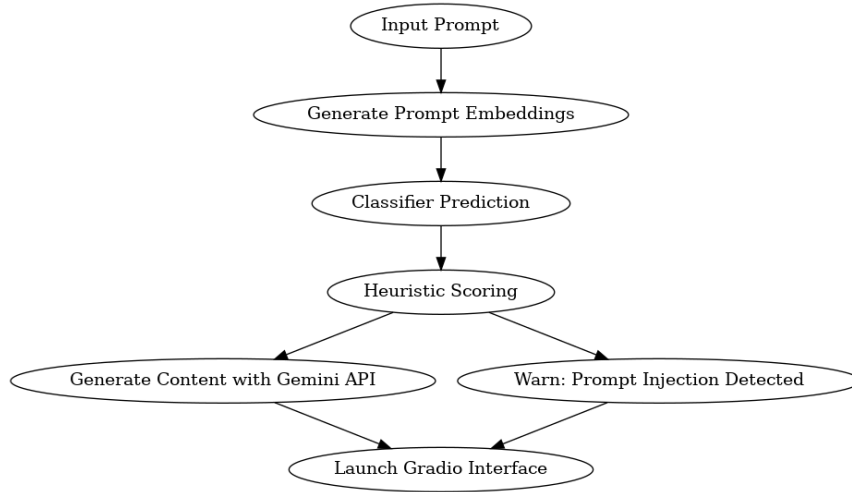 Input Prompt
Generate Prompt Embeddings
Classifier Prediction
Heuristic Scoring
Generate Content with Gemini API
Warn: Prompt Injection Detected
Launch Gradio Interface